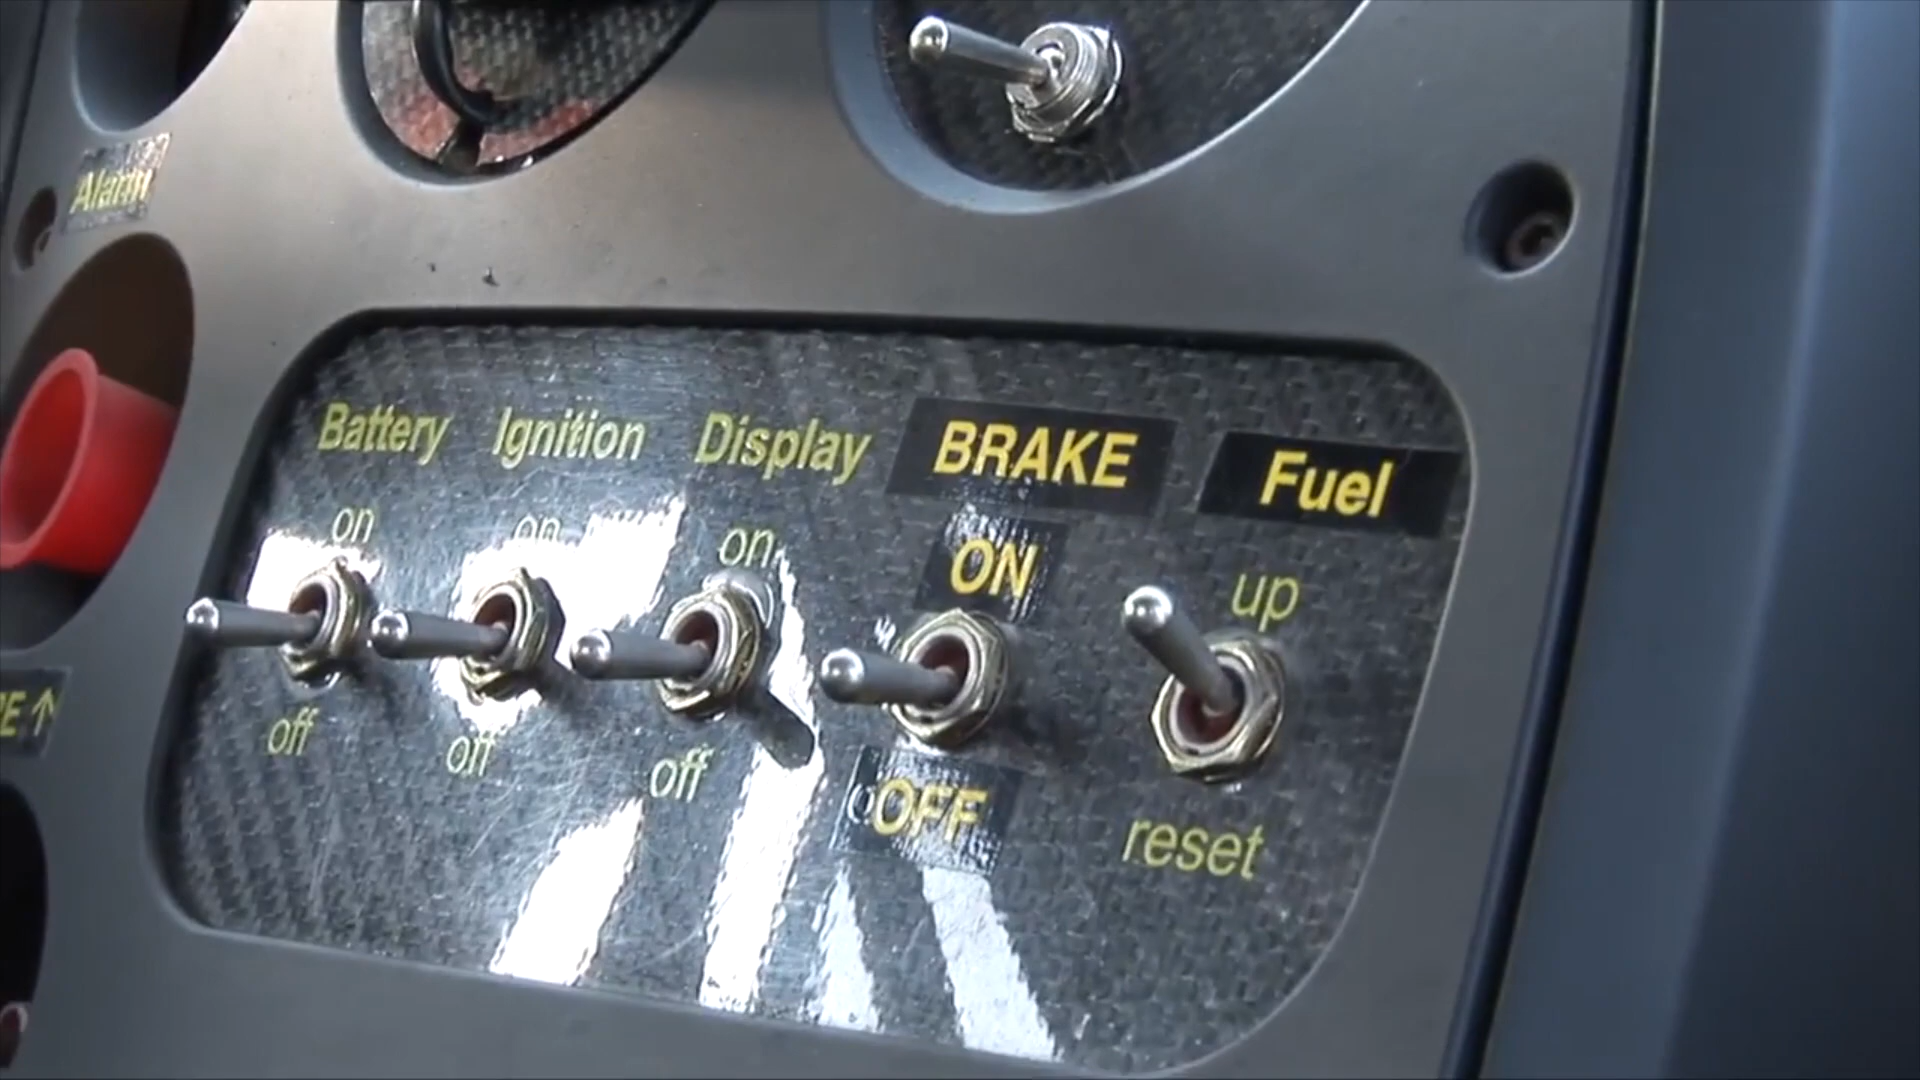 Alarm
Battery Ignition Display BRAKE Fuel
on on on ON up
off off off OFF reset